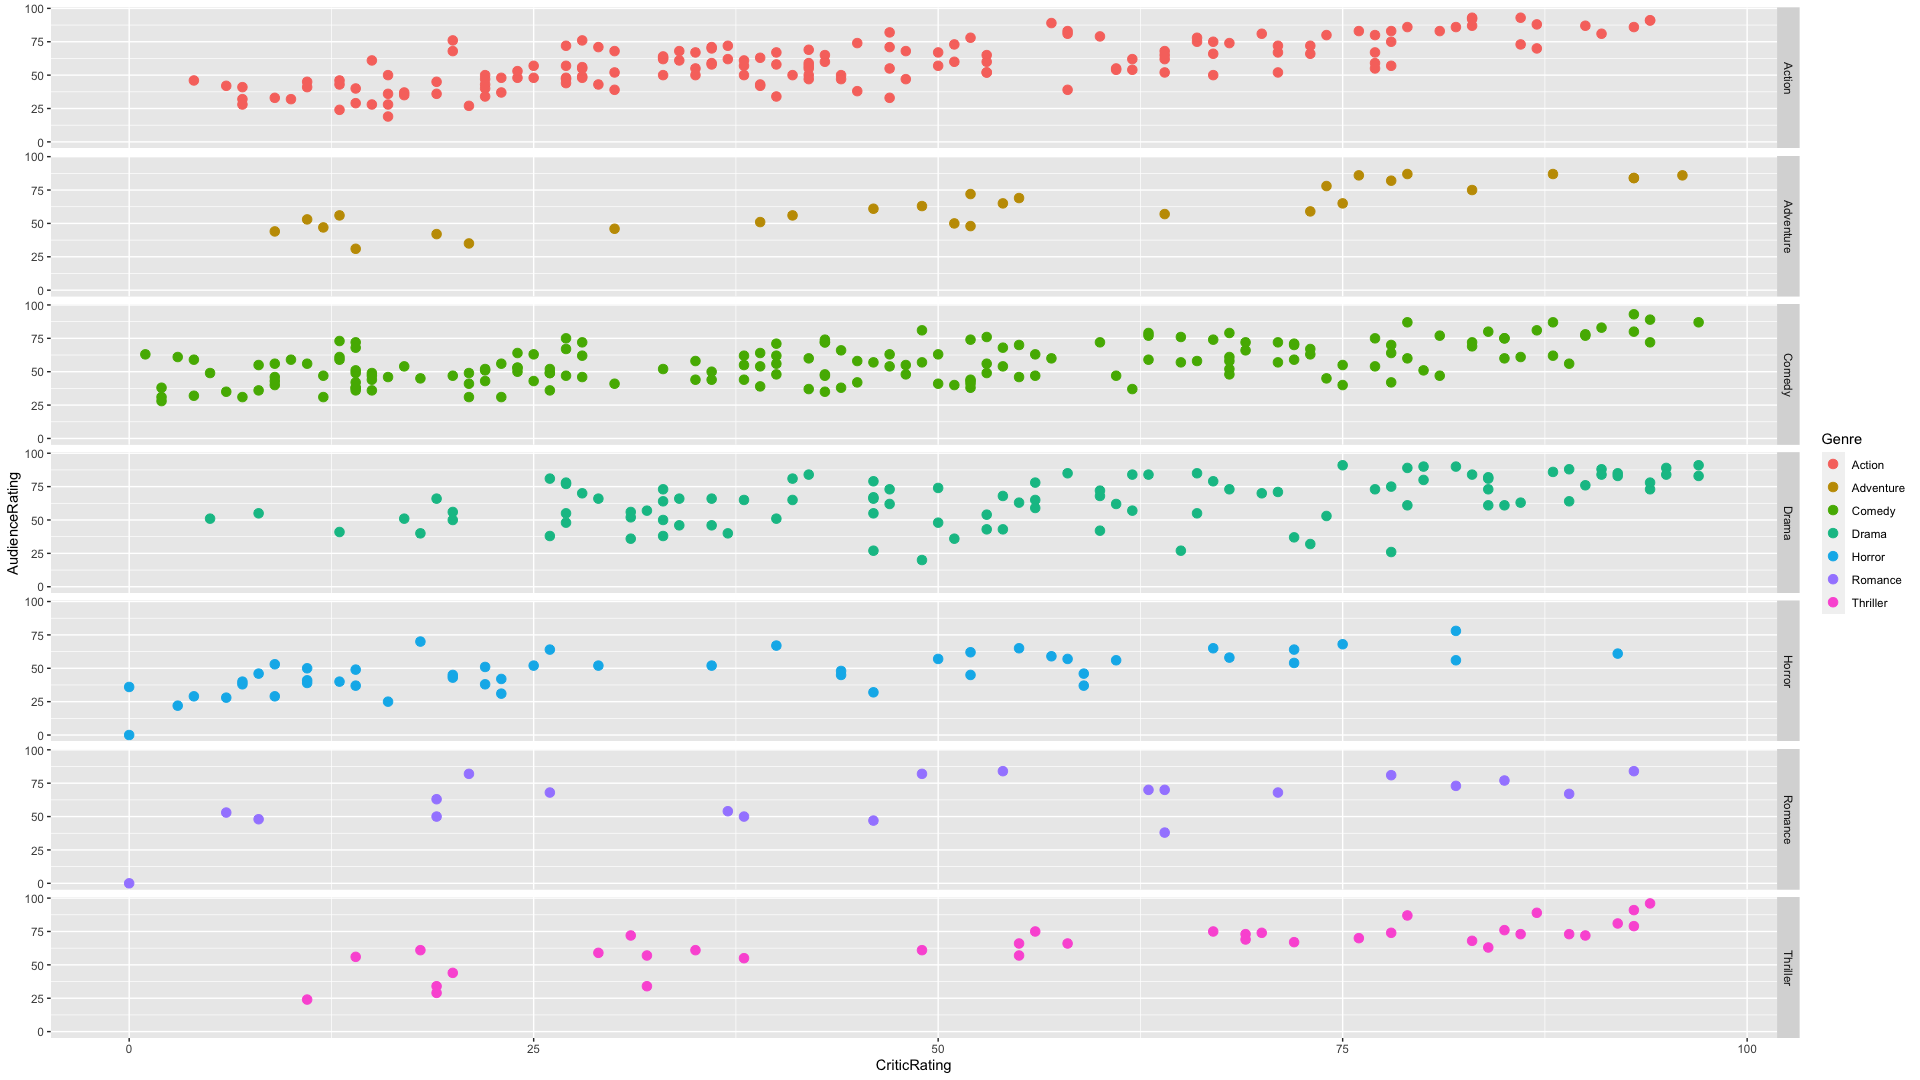 100
75
50
25
0
Action
100
75
50
25
0
Adventure
100
75
50
25
0
Comedy
100
75
50
25
0
Drama
100
75
50
25
0
Horror
100
75
50
25
0
Romance
100
75
50
25
0
Thriller
AudienceRating
0 25 50 75 100
CriticRating
Genre
Action
Adventure
Comedy
Drama
Horror
Romance
Thriller